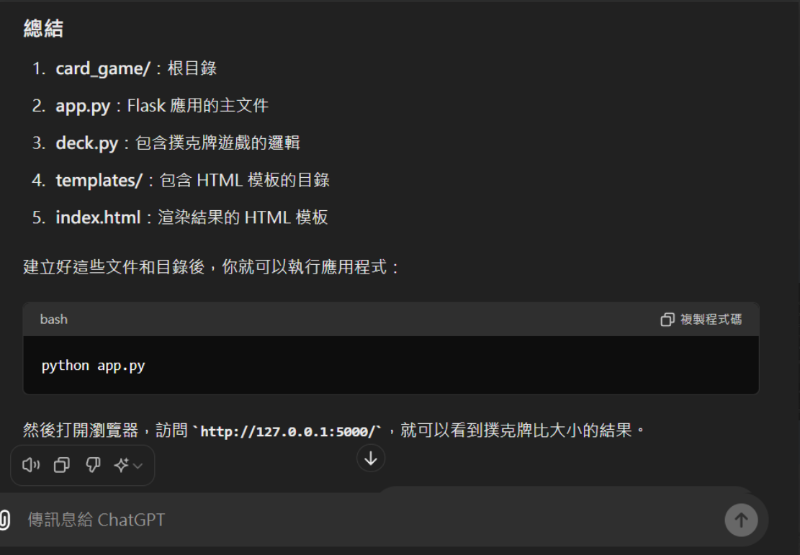 總結
1. card_game/：根目錄
2. app.py：Flask 應用的主文件
3. deck.py：包含撲克牌遊戲的邏輯
4. templates/：包含 HTML 模板的目錄
5. index.html：渲染結果的 HTML 模板
建立好這些文件和目錄後，你就可以執行應用程式：
bash
複製程式碼
python app.py
然後打開瀏覽器，訪問 `http://127.0.0.1:5000/`，就可以看到撲克牌比大小的結果。
傳訊息給 ChatGPT